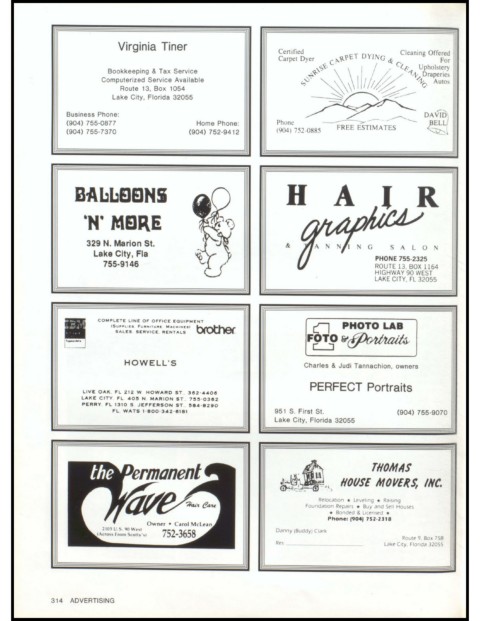 Virginia Tiner
Bookkeeping & Tax Service
Computerized Service Available
Route 13, Box 1054
Lake City, Florida 32055
Business Phone:
(904) 755-0877
(904) 755-7370
Home Phone:
(904) 752-9412
Certified
Carpet Dyer
SUNRISE CARPET DYING & CLEANING
Cleaning Offered
For
Upholstery
Draperies
Autos
Phone
(904) 752-0885
FREE ESTIMATES
DAVID
BELL
BALLOONS
'N' MORE
329 N. Marion St.
Lake City, Fla
755-9146
HAIR
graphics
& TANNING SALON
PHONE 755-2325
ROUTE 13, BOX 1164
HIGHWAY 90 WEST
LAKE CITY, FL 32055
IBM
COMPLETE LINE OF OFFICE EQUIPMENT
(SUPPLIES FURNITURE MACHINES)
SALES SERVICE RENTALS
brother
HOWELL'S
LIVE OAK, FL 212 W. HOWARD ST. 362-4406
LAKE CITY, FL 405 N. MARION ST. 755-0382
PERRY, FL 1310 S. JEFFERSON ST. 584-8290
FL WATS 1-800-342-8181
1 PHOTO LAB
FOTO & Portraits
Charles & Judi Tannachion, owners
PERFECT Portraits
951 S. First St.
Lake City, Florida 32055
(904) 755-9070
the Permanent
Wave
Hair Care
Owner • Carol McLean
752-3658
2305 U.S. 90 West
THOMAS
HOUSE MOVERS, INC.
Relocation • Leveling • Raising
Foundation Repairs • Buy and Sell Houses
• Bonded & Licensed •
Phone: (904) 752-2318
Danny (Buddy) Clark
Res.
Route 9, Box 758
Lake City, Florida 32055
314 ADVERTISING